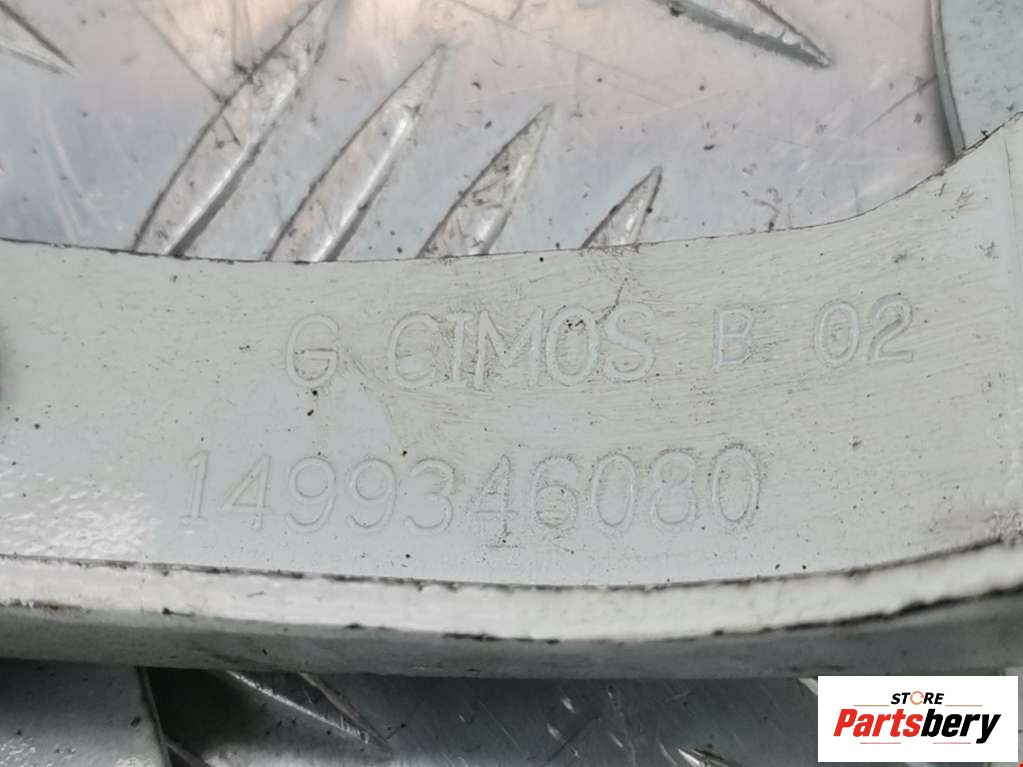 G CIMOS B 02
1499346080
STORE
Partsbery